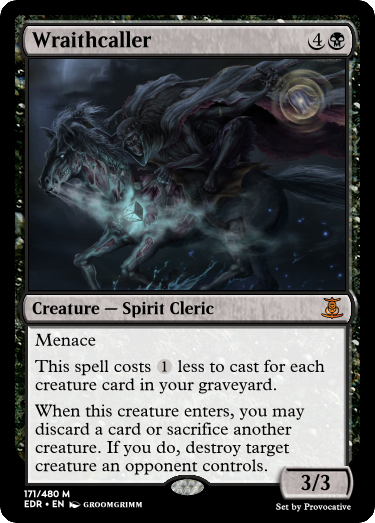 Wraithcaller 4
Creature — Spirit Cleric
Menace
This spell costs 1 less to cast for each
creature card in your graveyard.
When this creature enters, you may
discard a card or sacrifice another
creature. If you do, destroy target
creature an opponent controls.
3/3
171/480 M
EDR • EN GROOMGRIMM
Set by Provocative